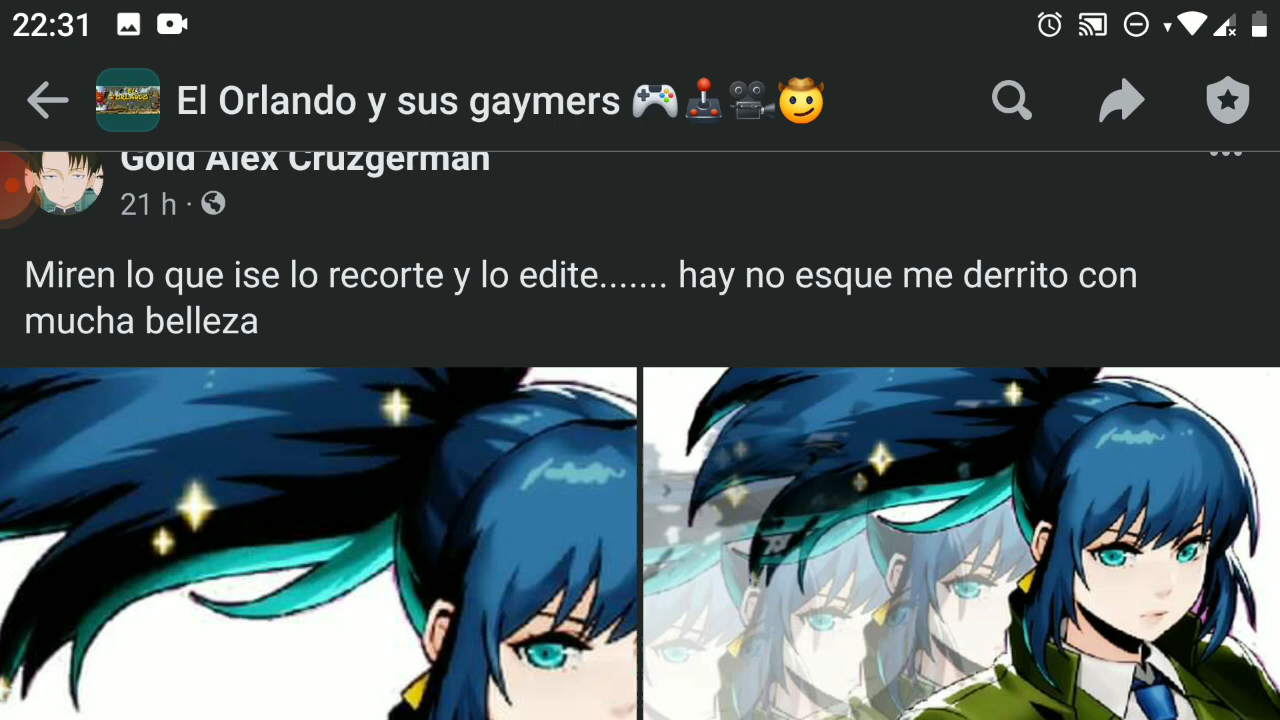 22:31
El Orlando y sus gaymers 🎮🕹️🎥🤠
Gold Alex Cruzgerman
21 h ·
Miren lo que ise lo recorte y lo edite....... hay no esque me derrito con
mucha belleza